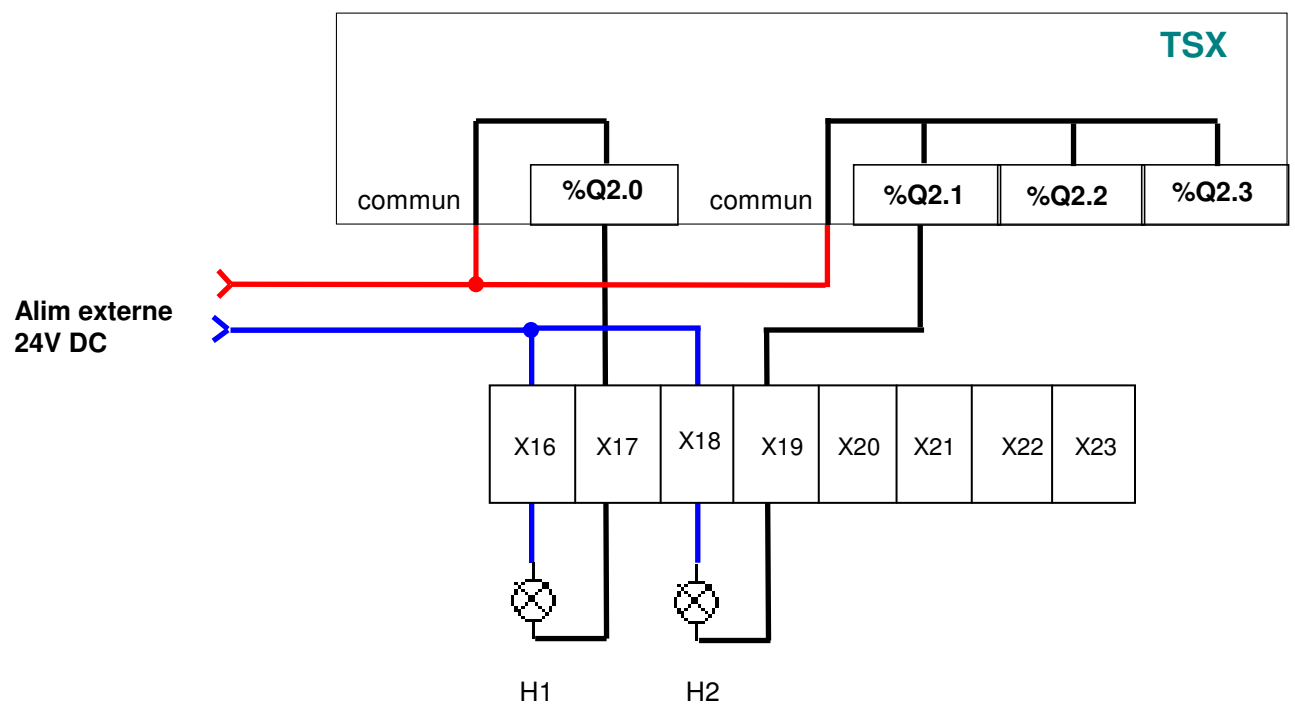 TSX
commun
%Q2.0
commun
%Q2.1
%Q2.2
%Q2.3
Alim externe
24V DC
X16
X17
X18
X19
X20
X21
X22
X23
H1
H2